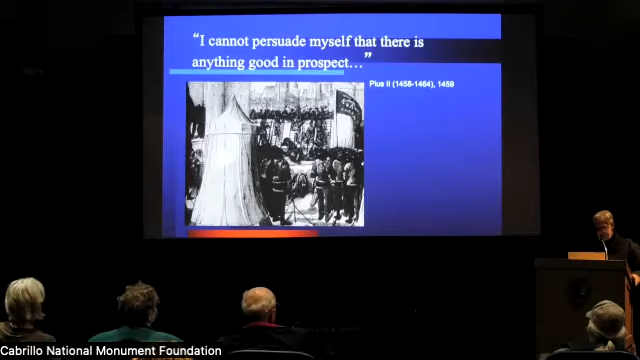 “I cannot persuade myself that there is
anything good in prospect…”
Pius II (1458-1464), 1459
Cabrillo National Monument Foundation